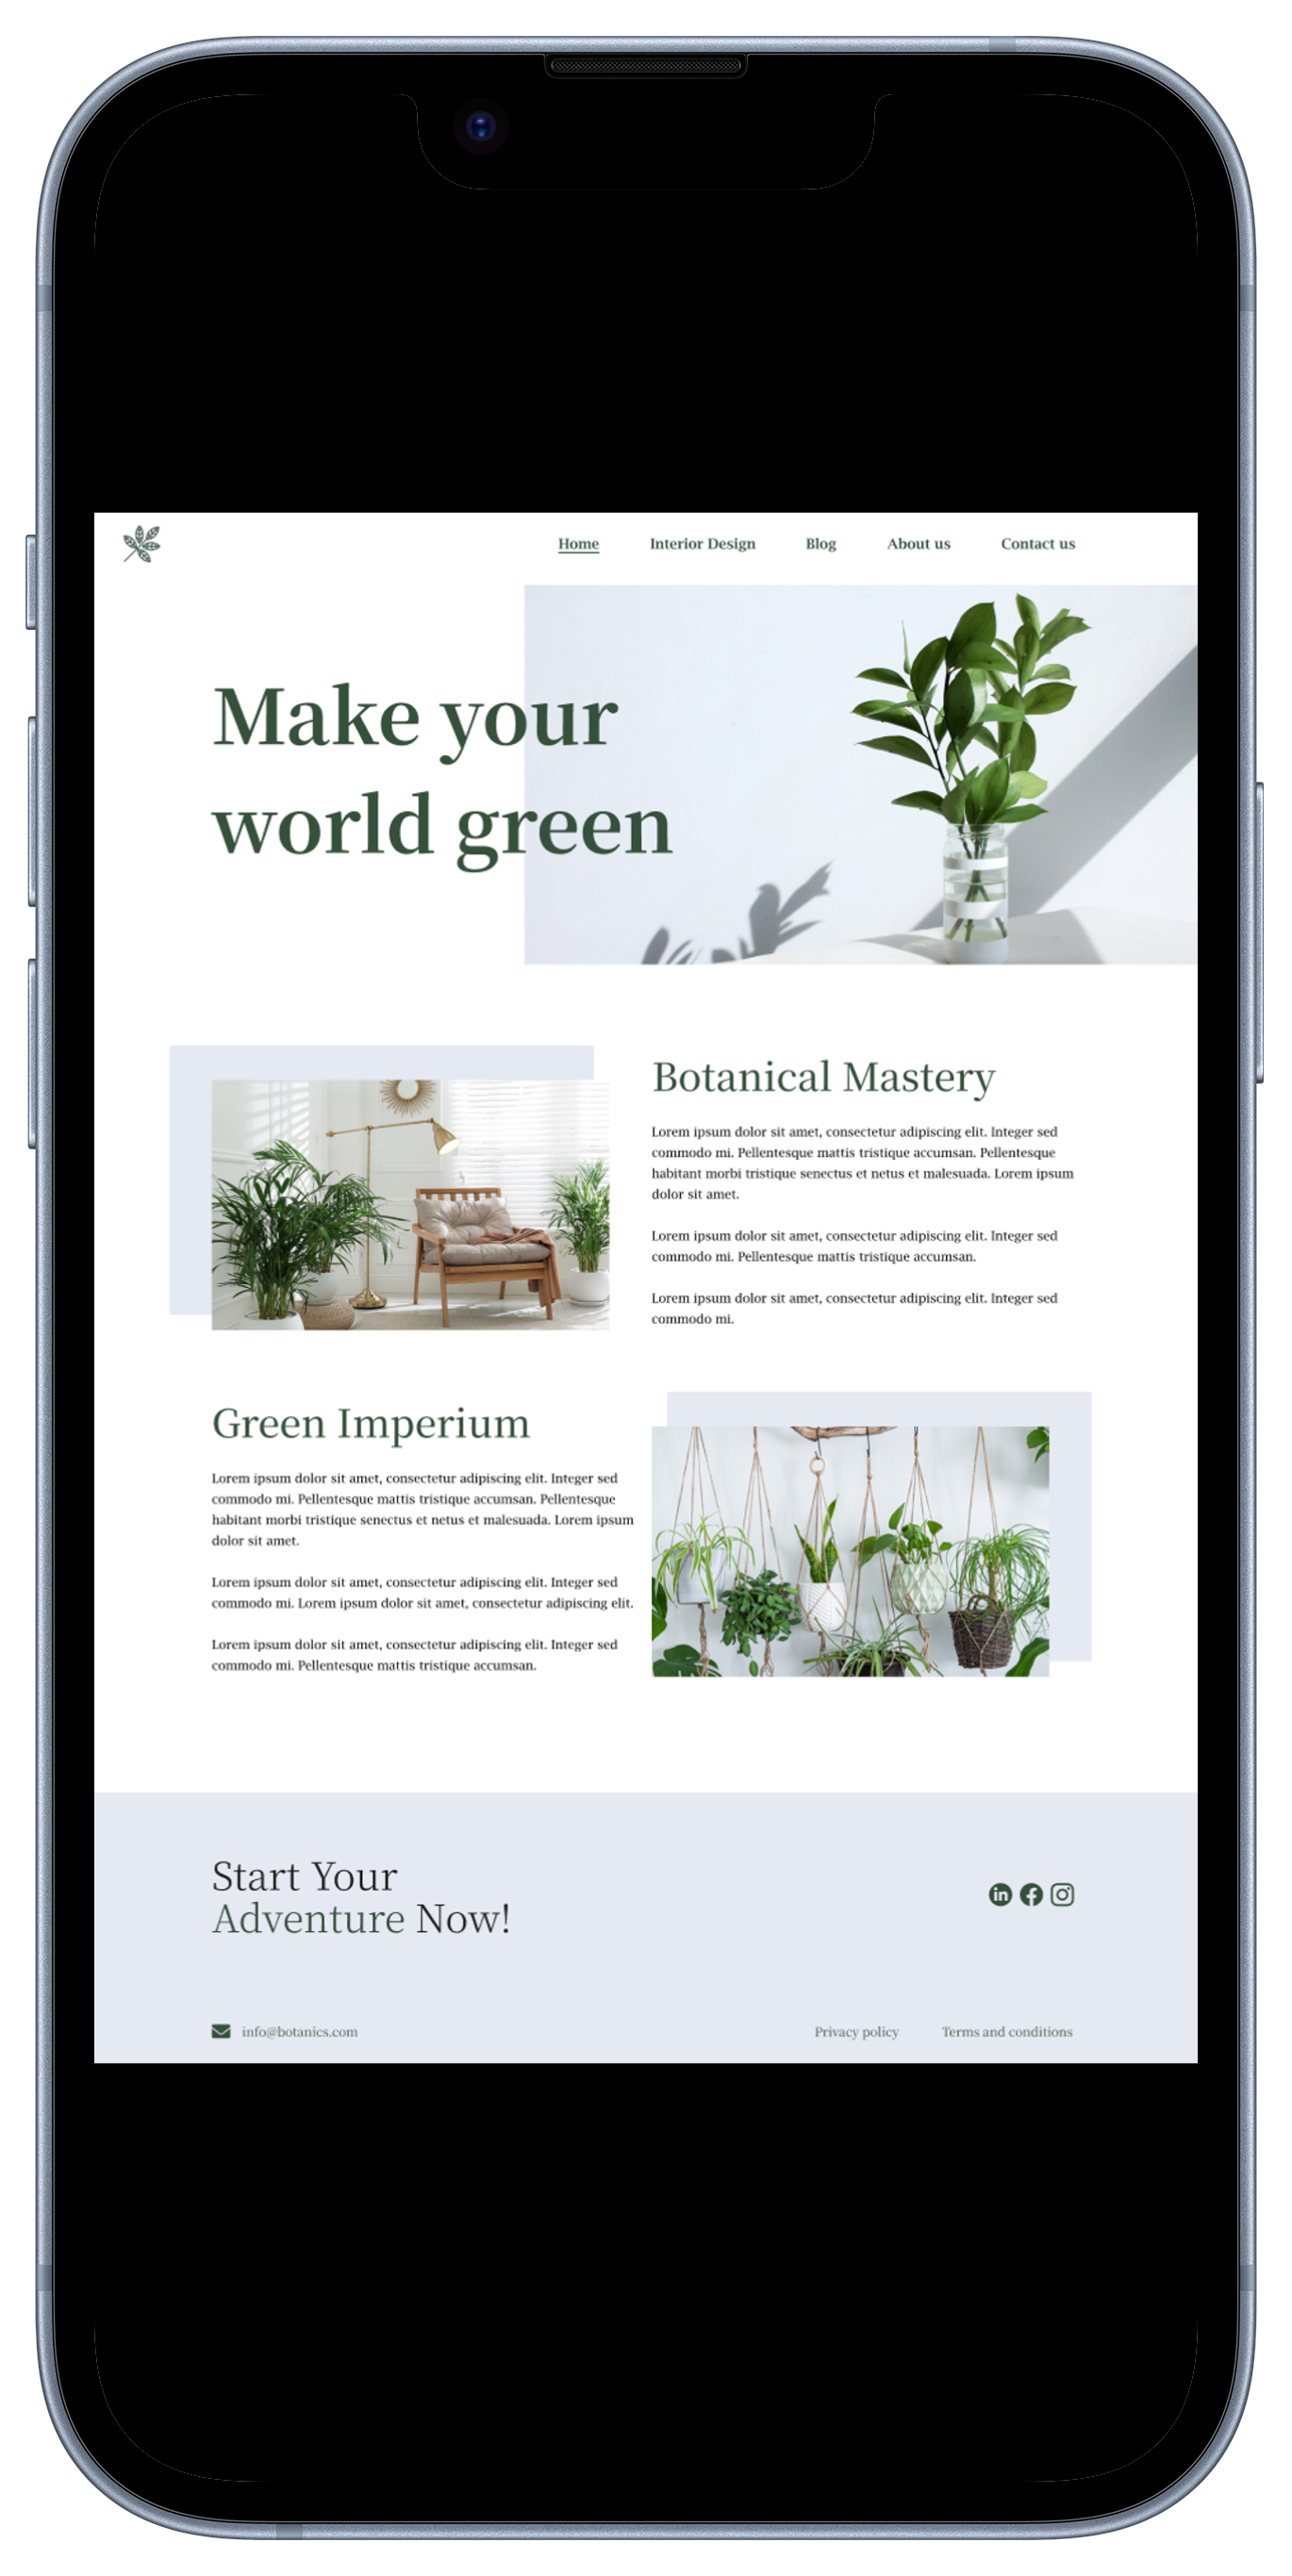 Home Interior Design Blog About us Contact us
Make your
world green
Botanical Mastery
Lorem ipsum dolor sit amet, consectetur adipiscing elit. Integer sed
commodo mi. Pellentesque mattis tristique accumsan. Pellentesque
habitant morbi tristique senectus et netus et malesuada. Lorem ipsum
dolor sit amet.
Lorem ipsum dolor sit amet, consectetur adipiscing elit. Integer sed
commodo mi. Pellentesque mattis tristique accumsan.
Lorem ipsum dolor sit amet, consectetur adipiscing elit. Integer sed
commodo mi.
Green Imperium
Lorem ipsum dolor sit amet, consectetur adipiscing elit. Integer sed
commodo mi. Pellentesque mattis tristique accumsan. Pellentesque
habitant morbi tristique senectus et netus et malesuada. Lorem ipsum
dolor sit amet.
Lorem ipsum dolor sit amet, consectetur adipiscing elit. Integer sed
commodo mi. Lorem ipsum dolor sit amet, consectetur adipiscing elit.
Lorem ipsum dolor sit amet, consectetur adipiscing elit. Integer sed
commodo mi. Pellentesque mattis tristique accumsan.
Start Your
Adventure Now!
in
info@botanics.com
Privacy policy Terms and conditions